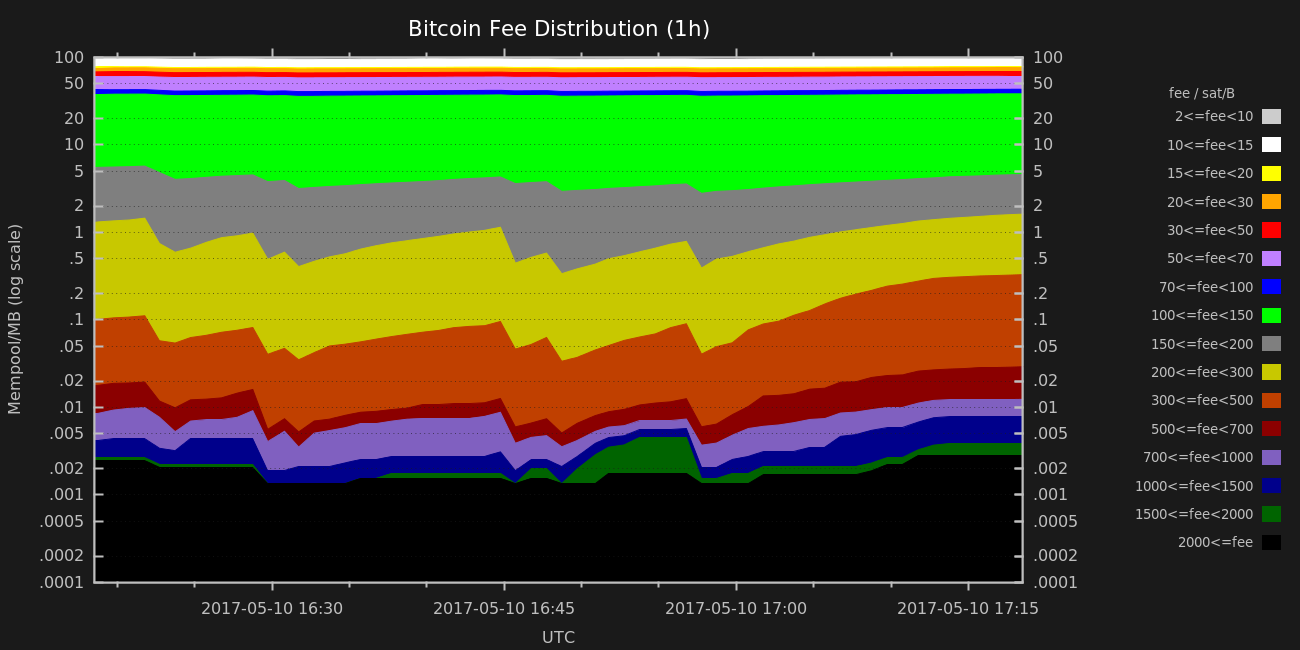 Bitcoin Fee Distribution (1h)
Mempool/MB (log scale)
100
50
20
10
5
2
1
.5
.2
.1
.05
.02
.01
.005
.002
.001
.0005
.0002
.0001
100
50
20
10
5
2
1
.5
.2
.1
.05
.02
.01
.005
.002
.001
.0005
.0002
.0001
2017-05-10 16:30
2017-05-10 16:45
2017-05-10 17:00
2017-05-10 17:15
UTC
fee / sat/B
2<=fee<10
10<=fee<15
15<=fee<20
20<=fee<30
30<=fee<50
50<=fee<70
70<=fee<100
100<=fee<150
150<=fee<200
200<=fee<300
300<=fee<500
500<=fee<700
700<=fee<1000
1000<=fee<1500
1500<=fee<2000
2000<=fee